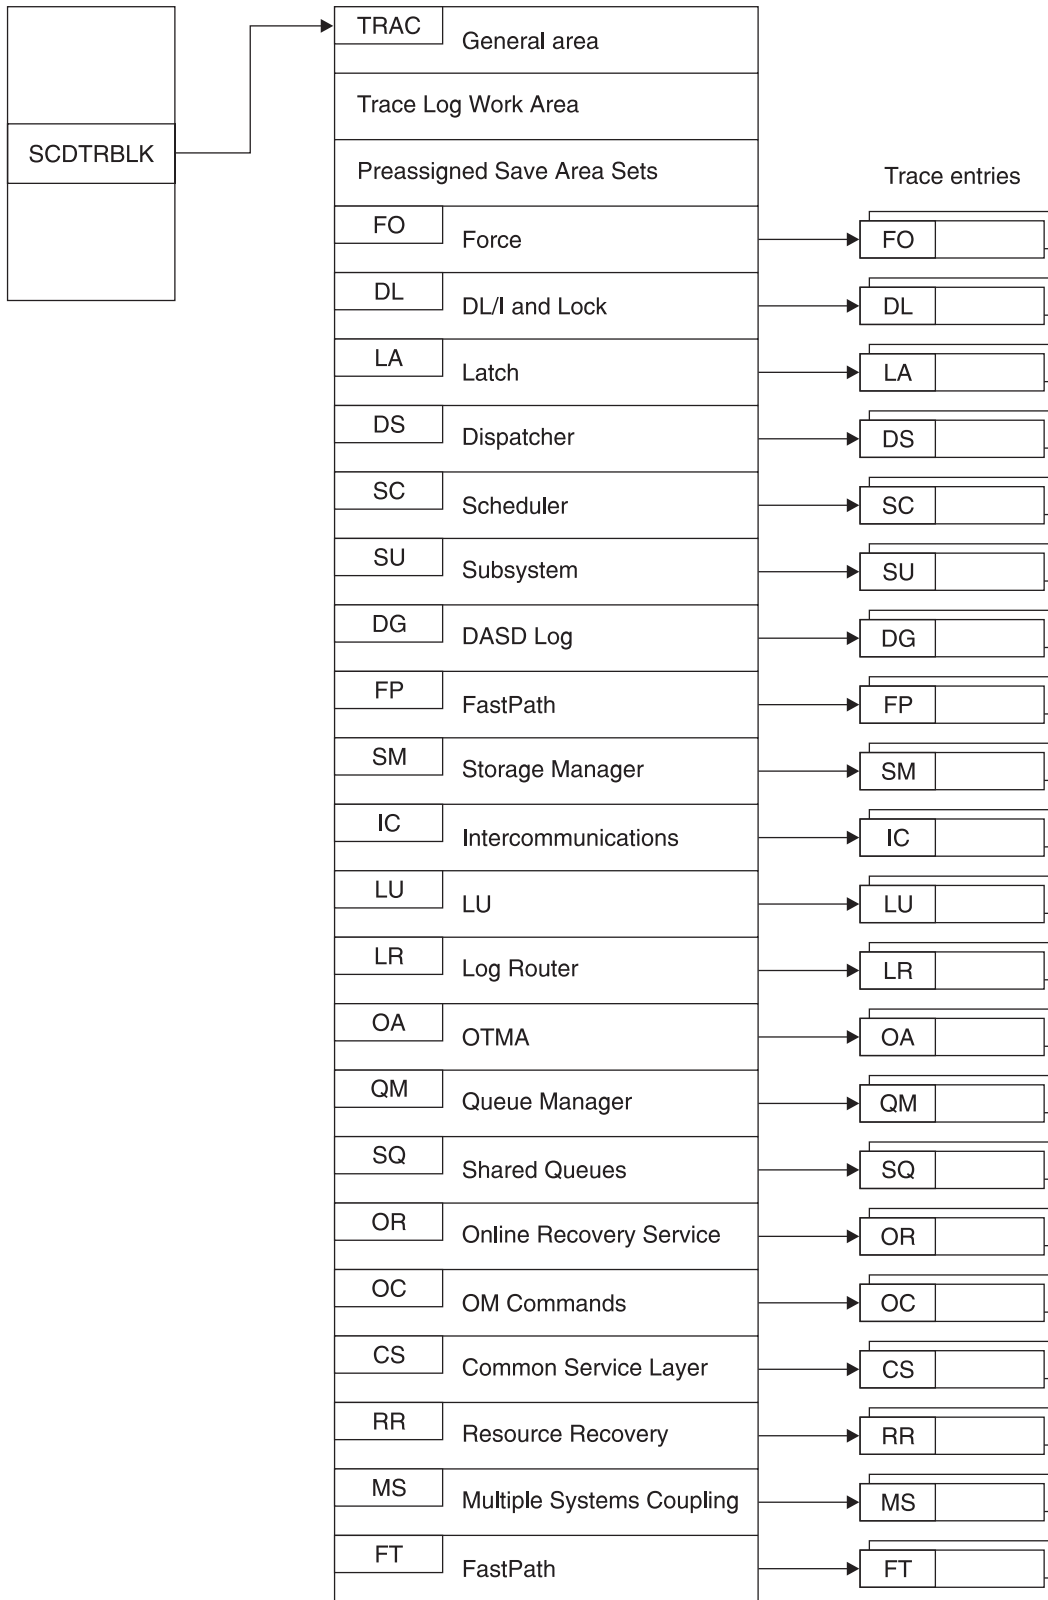 TRAC
General area
Trace Log Work Area
SCDTRBLK
Preassigned Save Area Sets
Trace entries
FO
Force
FO
DL
DL/I and Lock
DL
LA
Latch
LA
DS
Dispatcher
DS
SC
Scheduler
SC
SU
Subsystem
SU
DG
DASD Log
DG
FP
FastPath
FP
SM
Storage Manager
SM
IC
Intercommunications
IC
LU
LU
LU
LR
Log Router
LR
OA
OTMA
OA
QM
Queue Manager
QM
SQ
Shared Queues
SQ
OR
Online Recovery Service
OR
OC
OM Commands
OC
CS
Common Service Layer
CS
RR
Resource Recovery
RR
MS
Multiple Systems Coupling
MS
FT
FastPath
FT